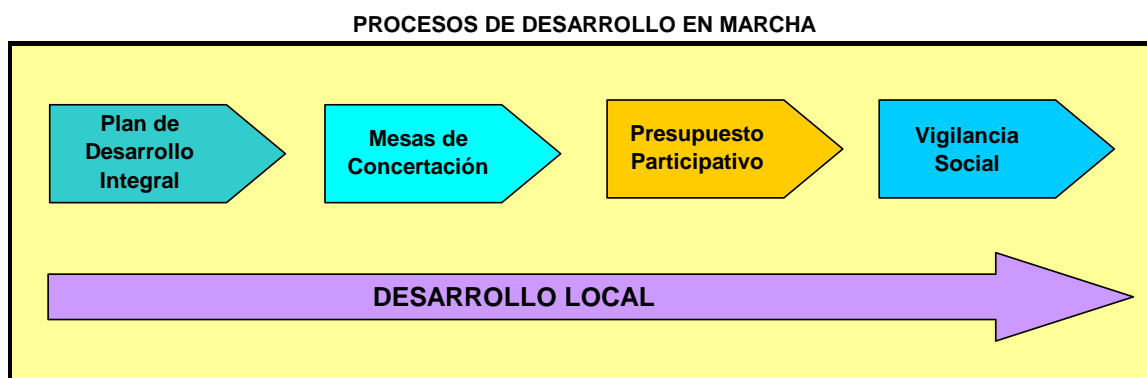 PROCESOS DE DESARROLLO EN MARCHA
Plan de
Desarrollo
Integral
Mesas de
Concertación
Presupuesto
Participativo
Vigilancia
Social
DESARROLLO LOCAL